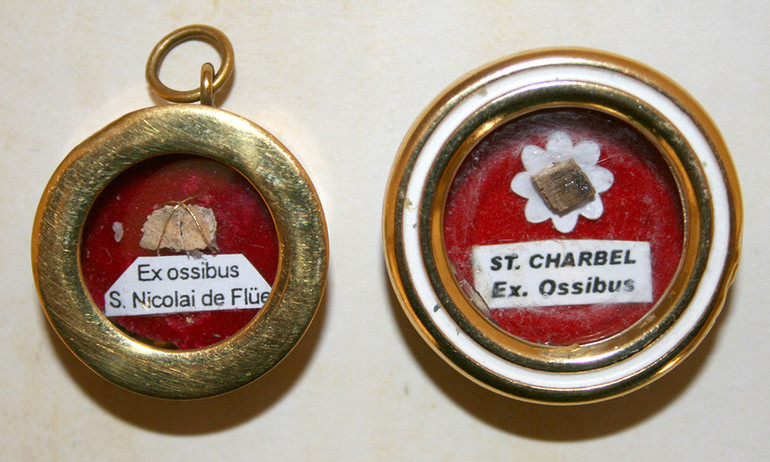 Ex ossibus
S. Nicolai de Flüe
ST. CHARBEL
Ex. Ossibus